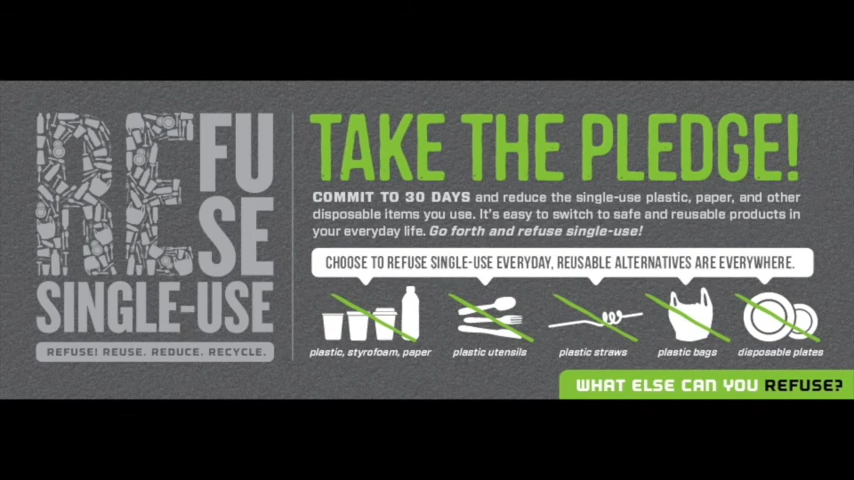 REFU
SE
SINGLE-USE
REFUSE! REUSE. REDUCE. RECYCLE.
TAKE THE PLEDGE!
COMMIT TO 30 DAYS and reduce the single-use plastic, paper, and other
disposable items you use. It's easy to switch to safe and reusable products in
your everyday life. Go forth and refuse single-use!
CHOOSE TO REFUSE SINGLE-USE EVERYDAY, REUSABLE ALTERNATIVES ARE EVERYWHERE.
plastic, styrofoam, paper
plastic utensils
plastic straws
plastic bags
disposable plates
WHAT ELSE CAN YOU REFUSE?